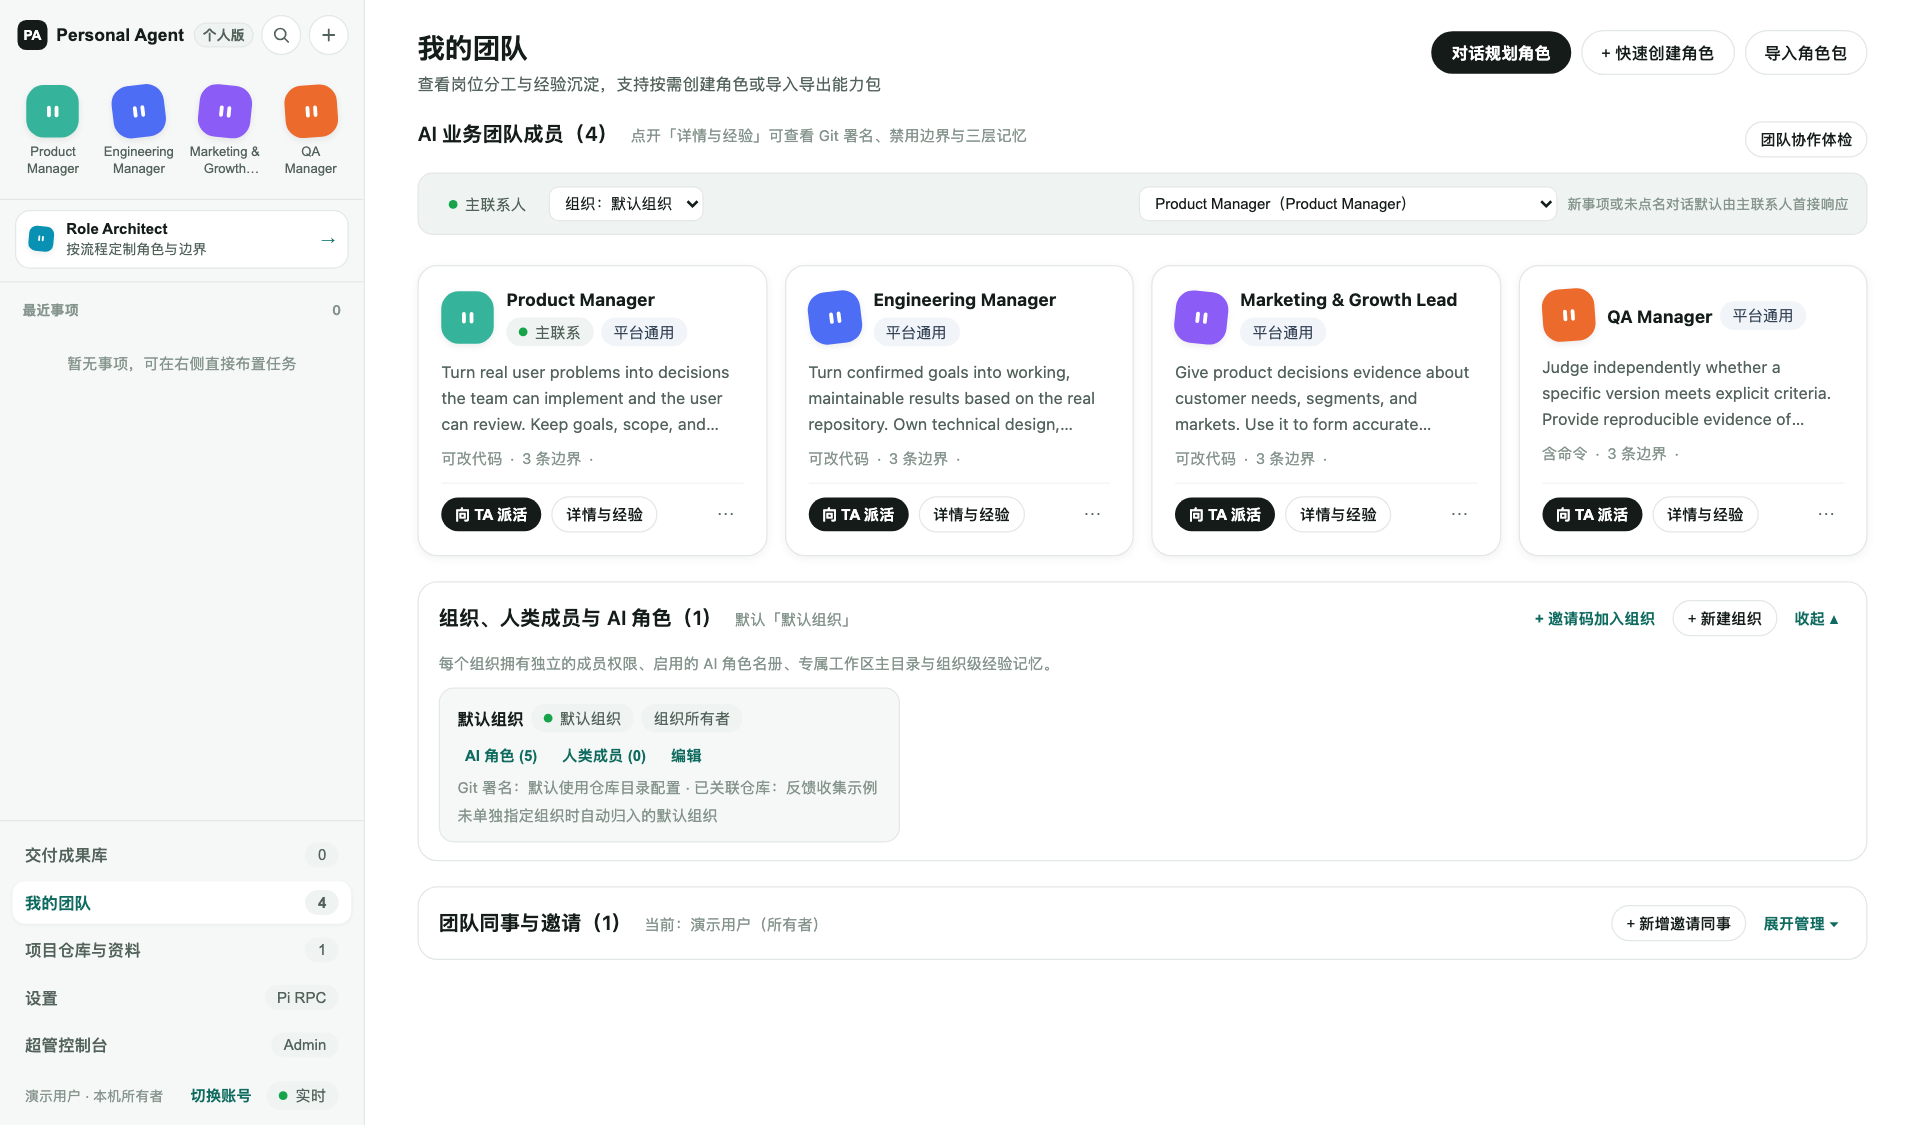 PA Personal Agent 个人版
Product Manager
Engineering Manager
Marketing & Growth…
QA Manager
Role Architect
按流程定制角色与边界
→
最近事项 0
暂无事项，可在右侧直接布置任务
交付成果库 0
我的团队 4
项目仓库与资料 1
设置 Pi RPC
超管控制台 Admin
演示用户 · 本机所有者 切换账号 实时
我的团队
查看岗位分工与经验沉淀，支持按需创建角色或导入导出能力包
对话规划角色 + 快速创建角色 导入角色包
AI 业务团队成员（4） 点开「详情与经验」可查看 Git 署名、禁用边界与三层记忆
团队协作体检
主联系人 组织：默认组织 Product Manager（Product Manager） 新事项或未点名对话默认由主联系人首接响应
Product Manager
主联系 平台通用
Turn real user problems into decisions
the team can implement and the user
can review. Keep goals, scope, and...
可改代码 · 3 条边界 ·
向 TA 派活 详情与经验 ···
Engineering Manager
平台通用
Turn confirmed goals into working,
maintainable results based on the real
repository. Own technical design,...
可改代码 · 3 条边界 ·
向 TA 派活 详情与经验 ···
Marketing & Growth Lead
平台通用
Give product decisions evidence about
customer needs, segments, and
markets. Use it to form accurate...
可改代码 · 3 条边界 ·
向 TA 派活 详情与经验 ···
QA Manager 平台通用
Judge independently whether a
specific version meets explicit criteria.
Provide reproducible evidence of...
含命令 · 3 条边界 ·
向 TA 派活 详情与经验 ···
组织、人类成员与 AI 角色（1） 默认「默认组织」
+ 邀请码加入组织 + 新建组织 收起 ▴
每个组织拥有独立的成员权限、启用的 AI 角色名册、专属工作区主目录与组织级经验记忆。
默认组织 默认组织 组织所有者
AI 角色 (5) 人类成员 (0) 编辑
Git 署名：默认使用仓库目录配置 · 已关联仓库：反馈收集示例
未单独指定组织时自动归入的默认组织
团队同事与邀请（1） 当前：演示用户（所有者）
+ 新增邀请同事 展开管理 ▾